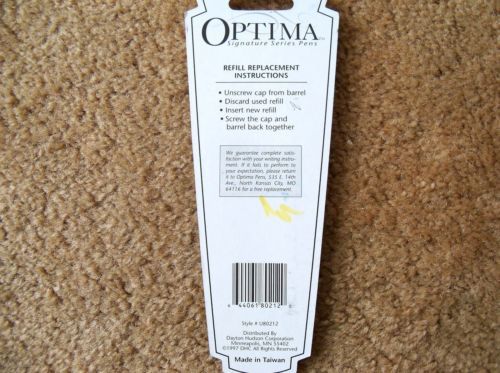 OPTIMA
Signature Series Pens
REFILL REPLACEMENT
INSTRUCTIONS
• Unscrew cap from barrel
• Discard used refill
• Insert new refill
• Screw the cap and
barrel back together
We guarantee complete satis-
faction with your writing instru-
ment. If it fails to perform to
your expectation, please return
it to Optima Pens, 535 E. 14th
Ave., North Kansas City, MO
64116 for a free replacement.
44061 80212
Style # U80212
Distributed By
Dayton Hudson Corporation
Minneapolis, MN 55402
©1997 DHC All Rights Reserved
Made in Taiwan